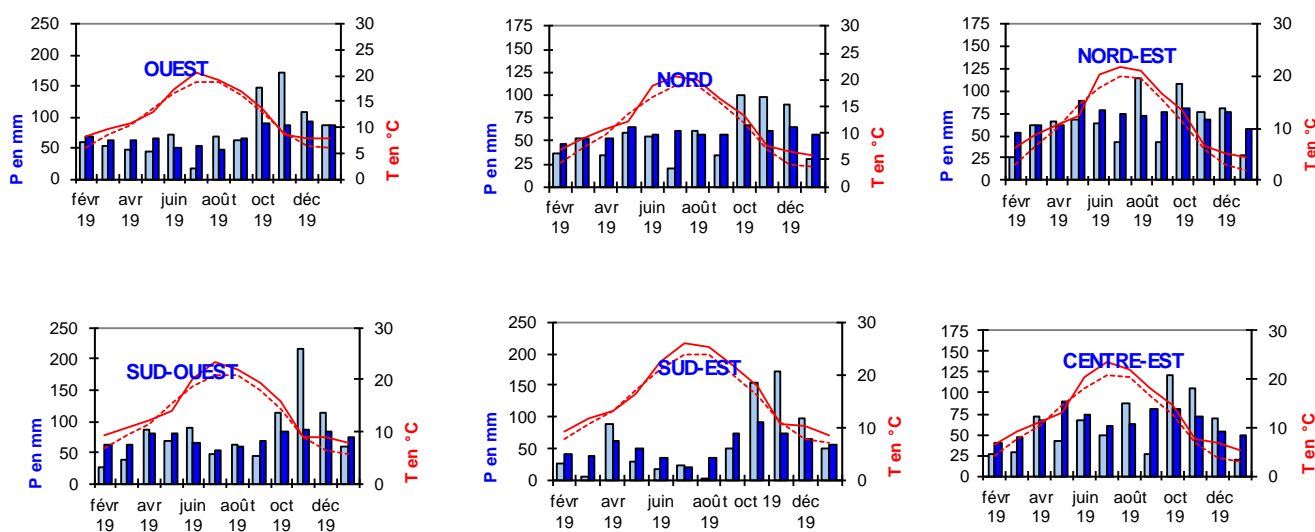 OUEST
P en mm
250
200
150
100
50
0
30
25
20
15
10
5
0
T en °C
févr avr juin août oct déc
19 19 19 19 19 19
NORD
P en mm
175
150
125
100
75
50
25
0
30
25
20
15
10
5
0
T en °C
févr avr juin août oct déc
19 19 19 19 19 19
NORD-EST
P en mm
175
150
125
100
75
50
25
0
30
20
10
0
T en °C
févr avr juin août oct déc
19 19 19 19 19 19
SUD-OUEST
P en mm
250
200
150
100
50
0
30
20
10
0
T en °C
févr avr juin août oct déc
19 19 19 19 19 19
SUD-EST
P en mm
250
200
150
100
50
0
30
20
10
0
T en °C
févr avr juin août oct 19 déc
19 19 19 19 19
CENTRE-EST
P en mm
175
150
125
100
75
50
25
0
30
20
10
0
T en °C
févr avr juin août oct déc
19 19 19 19 19 19